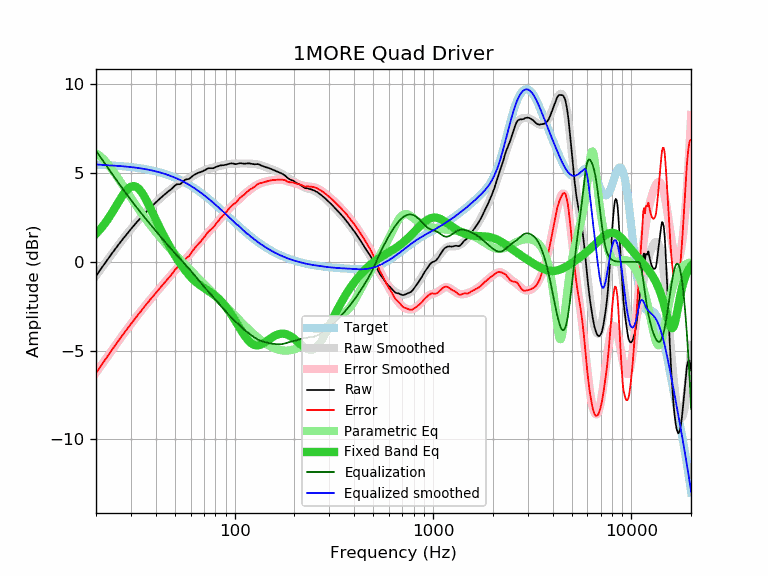 1MORE Quad Driver
10
5
0
−5
−10
Amplitude (dBr)
Target
Raw Smoothed
Error Smoothed
Raw
Error
Parametric Eq
Fixed Band Eq
Equalization
Equalized smoothed
100
1000
10000
Frequency (Hz)